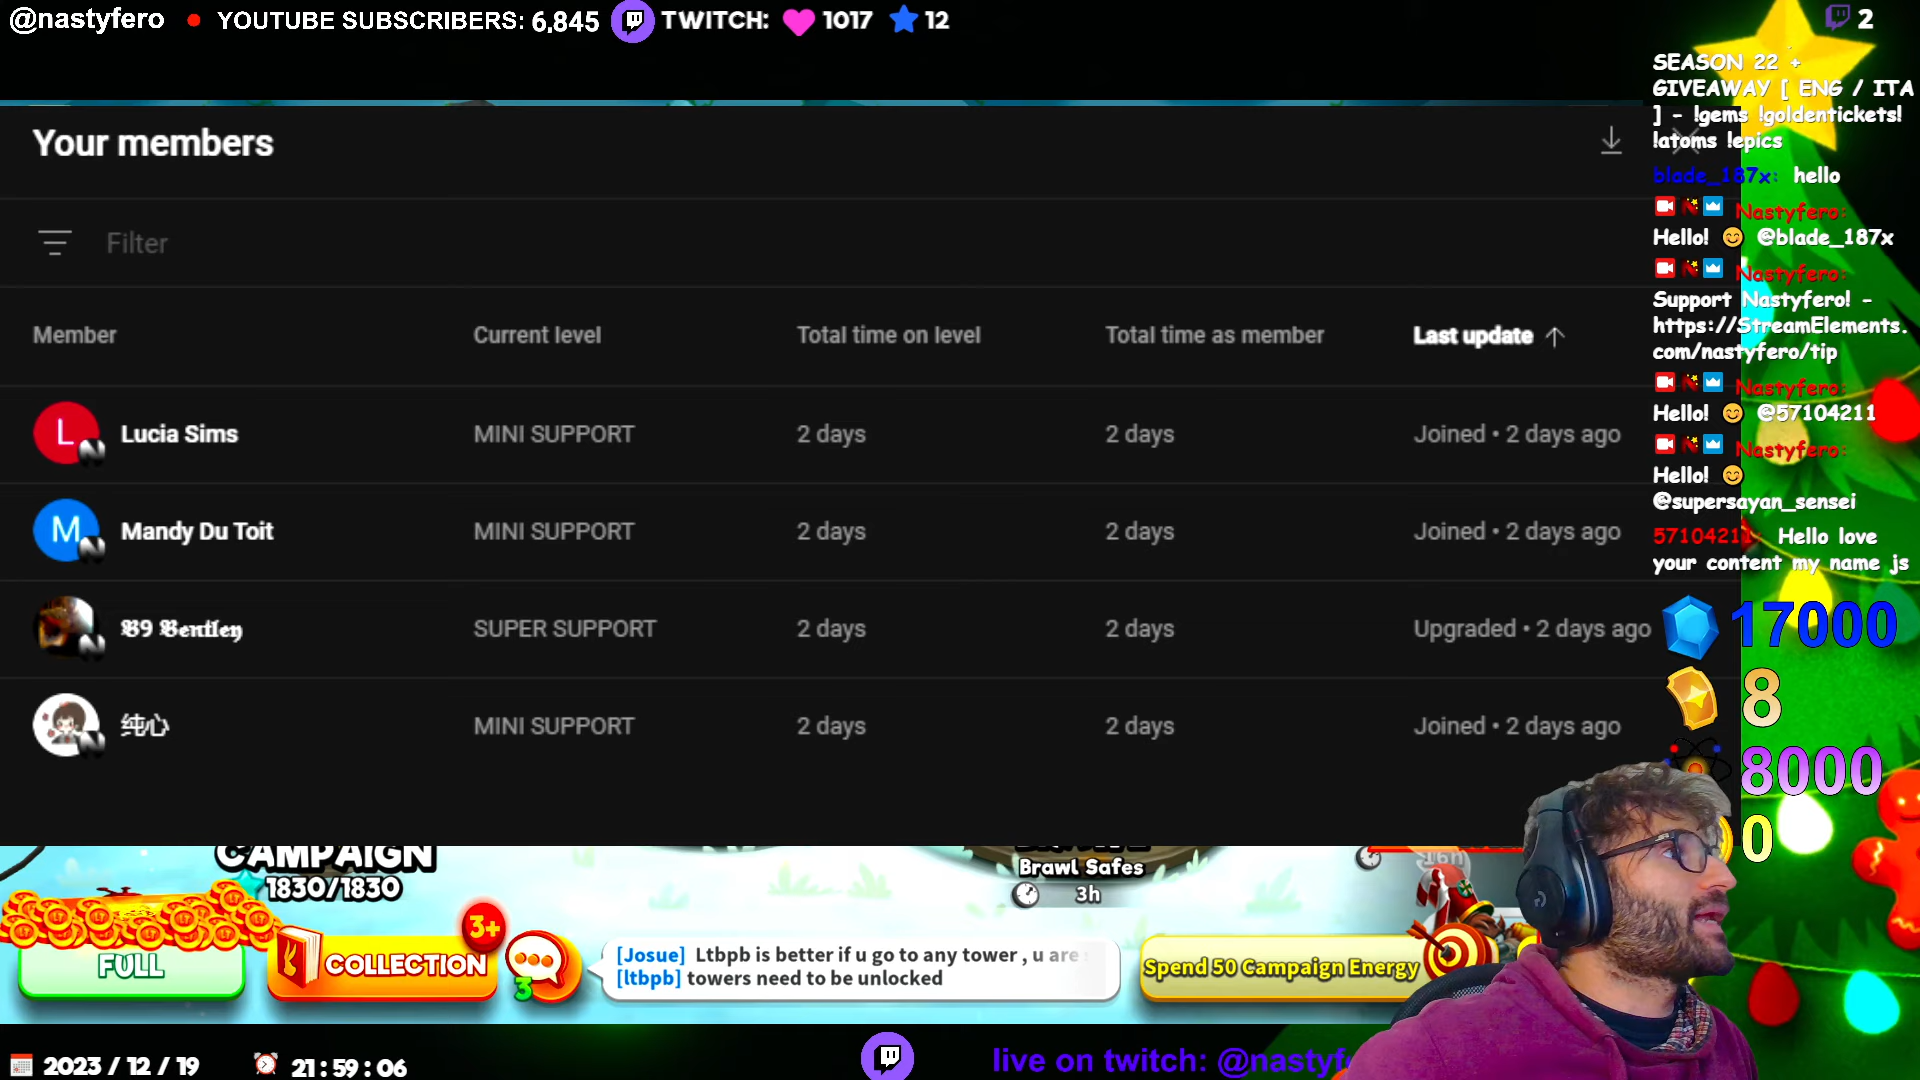 @nastyfero • YOUTUBE SUBSCRIBERS: 6,845 TWITCH: 1017 12
2
SEASON 22 +
GIVEAWAY [ ENG / ITA
] - !gems !goldentickets!
!atoms !epics
blade_187x: hello
Nastyfero:
Hello! 😊 @blade_187x
Nastyfero:
Support Nastyfero! -
https://StreamElements.
com/nastyfero/tip
Nastyfero:
Hello! 😊 @57104211
Nastyfero:
Hello! 😊
@supersayan_sensei
57104211: Hello love
your content my name js
17000
8
8000
0
Your members
Filter
Member Current level Total time on level Total time as member Last update ↑
L Lucia Sims MINI SUPPORT 2 days 2 days Joined • 2 days ago
M Mandy Du Toit MINI SUPPORT 2 days 2 days Joined • 2 days ago
𝕭9 𝕭𝖊𝖓𝖙𝖑𝖊𝖞 SUPER SUPPORT 2 days 2 days Upgraded • 2 days ago
纯心 MINI SUPPORT 2 days 2 days Joined • 2 days ago
CAMPAIGN
1830/1830
Brawl Safes
3h
16h
FULL
COLLECTION
3+
3
[Josue] Ltbpb is better if u go to any tower , u are
[ltbpb] towers need to be unlocked
Spend 50 Campaign Energy
2023 / 12 / 19 21:59:06
live on twitch: @nastyf